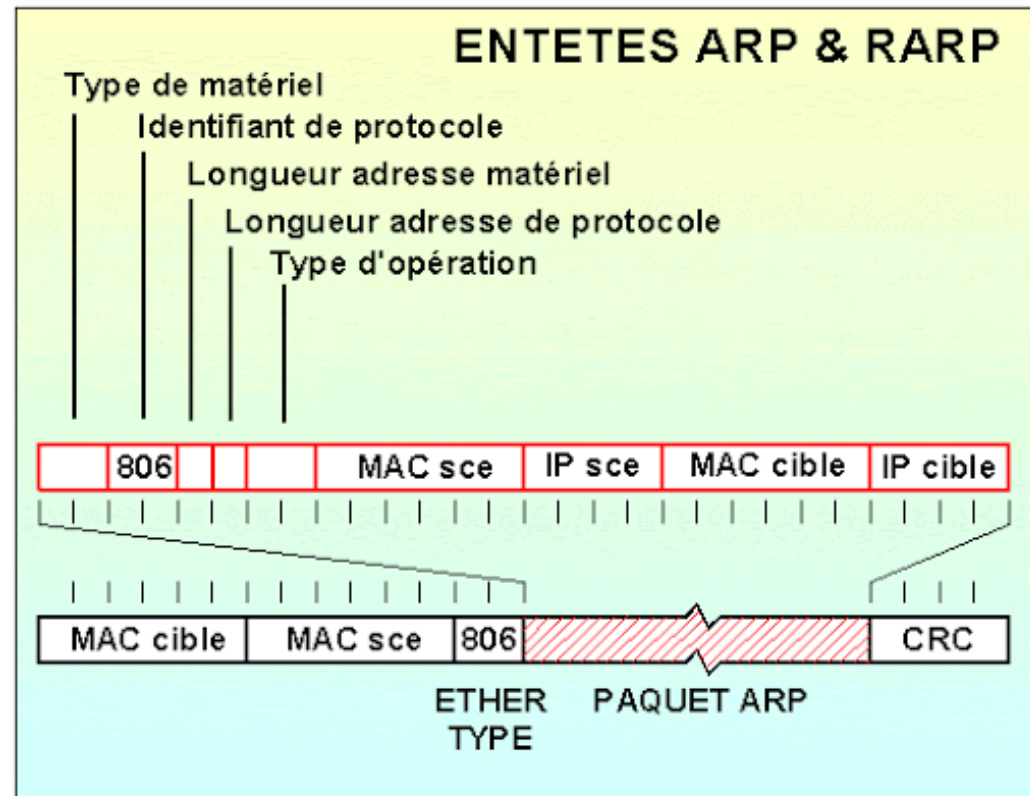 ENTETES ARP & RARP
Type de matériel
Identifiant de protocole
Longueur adresse matériel
Longueur adresse de protocole
Type d'opération
806 MAC sce IP sce MAC cible IP cible
MAC cible MAC sce 806 CRC
ETHER PAQUET ARP
TYPE